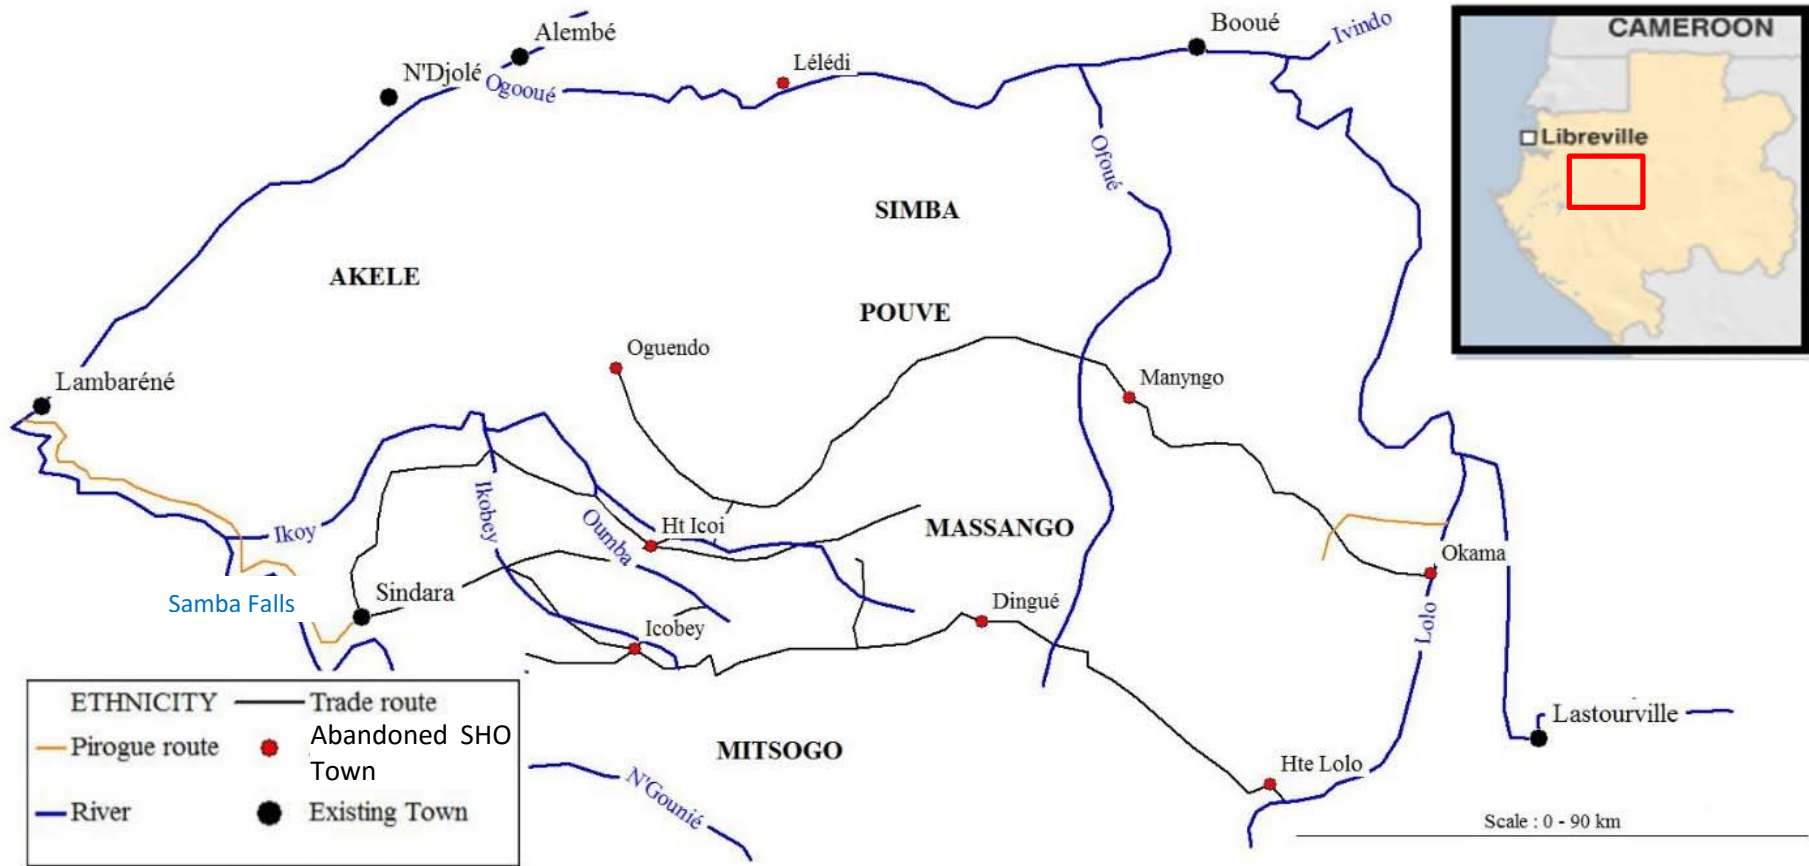 Alembé
N'Djolé
Ogooué
Lélédi
Booué
Ivindo
CAMEROON
Libreville
Ofoué
SIMBA
AKELE
POUVE
Oguendo
Manyngo
Lambaréné
Ikoy
Ikobey
Oumba
Ht Icoi
MASSANGO
Okama
Samba Falls
Sindara
Dingué
Icobey
Lolo
MITSOGO
Lastourville
Hte Lolo
N'Gounié
Scale : 0 - 90 km
ETHNICITY
Trade route
Pirogue route
Abandoned SHO
Town
River
Existing Town